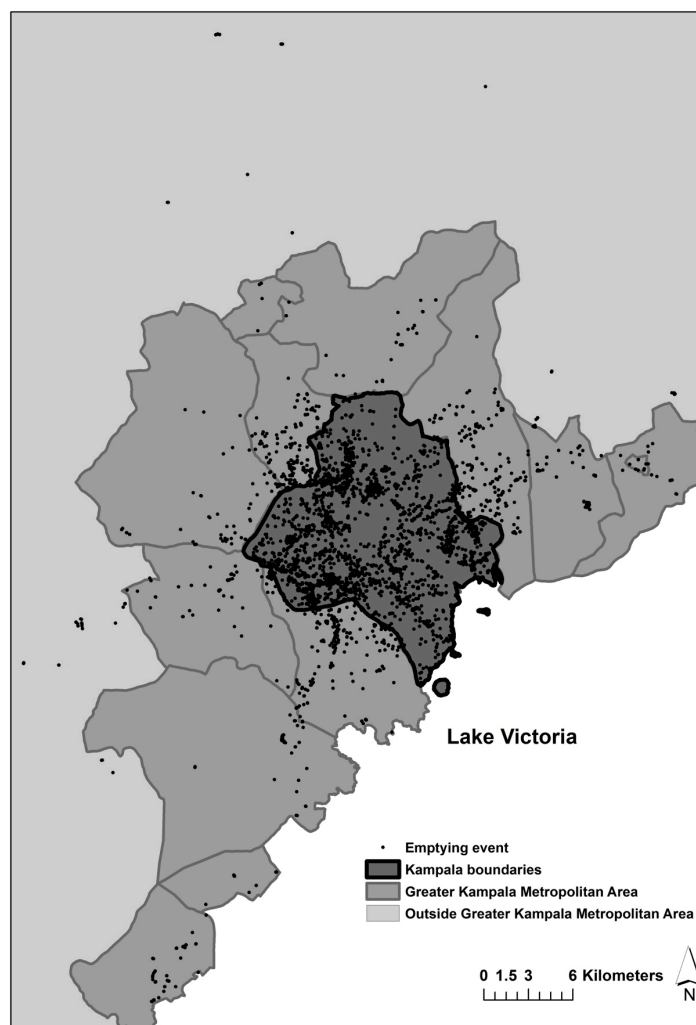 Lake Victoria
Emptying event
Kampala boundaries
Greater Kampala Metropolitan Area
Outside Greater Kampala Metropolitan Area
0 1.5 3 6 Kilometers
N